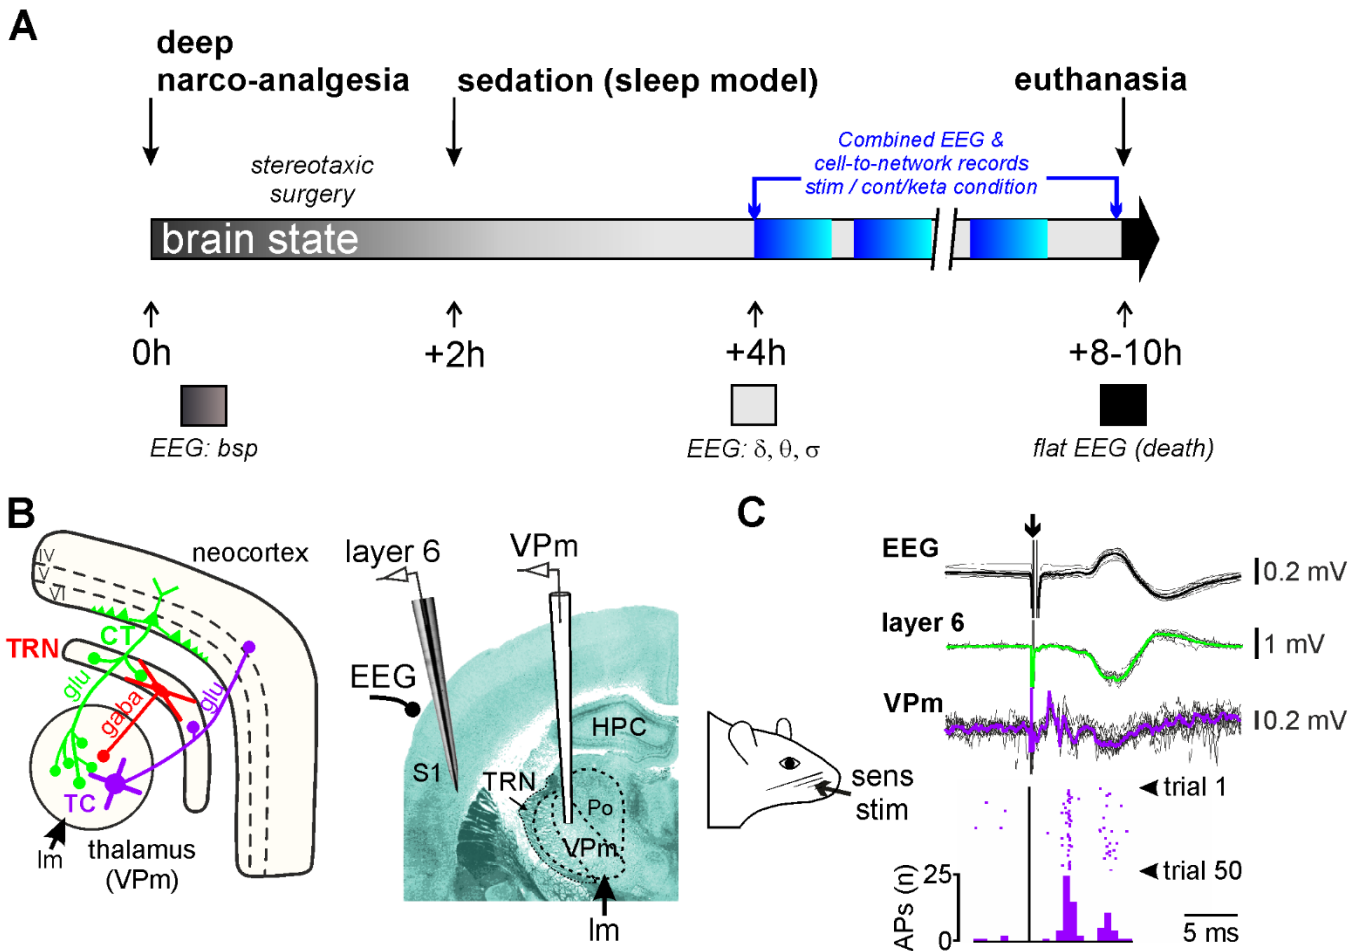 A
deep
narco-analgesia
sedation (sleep model)
euthanasia
stereotaxic
surgery
Combined EEG &
cell-to-network records
stim / cont/keta condition
brain state
0h
+2h
+4h
+8-10h
EEG: bsp
EEG: δ, θ, σ
flat EEG (death)
B
neocortex
IV
V
VI
CT
TRN
glu
gaba
glu
TC
lm
thalamus
(VPm)
layer 6
VPm
EEG
HPC
S1
TRN
Po
VPm
lm
C
EEG
0.2 mV
layer 6
1 mV
VPm
0.2 mV
sens
stim
trial 1
trial 50
25
APs (n)
0
5 ms